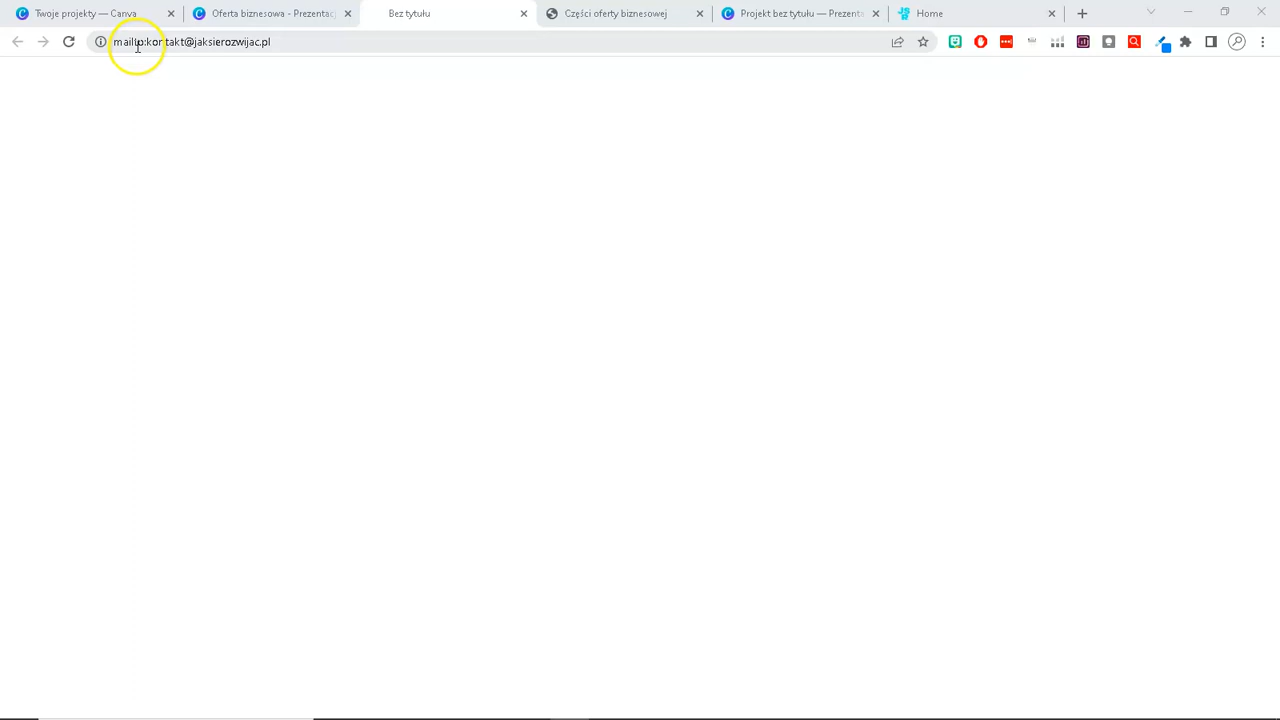 Twoje projekty — Canva
Oferta biznesowa - Prezentacj
Bez tytułu
Części oferty biznesowej
Projekt bez tytułu – Prezenta
Home
mailto:kontakt@jaksierozwijac.pl